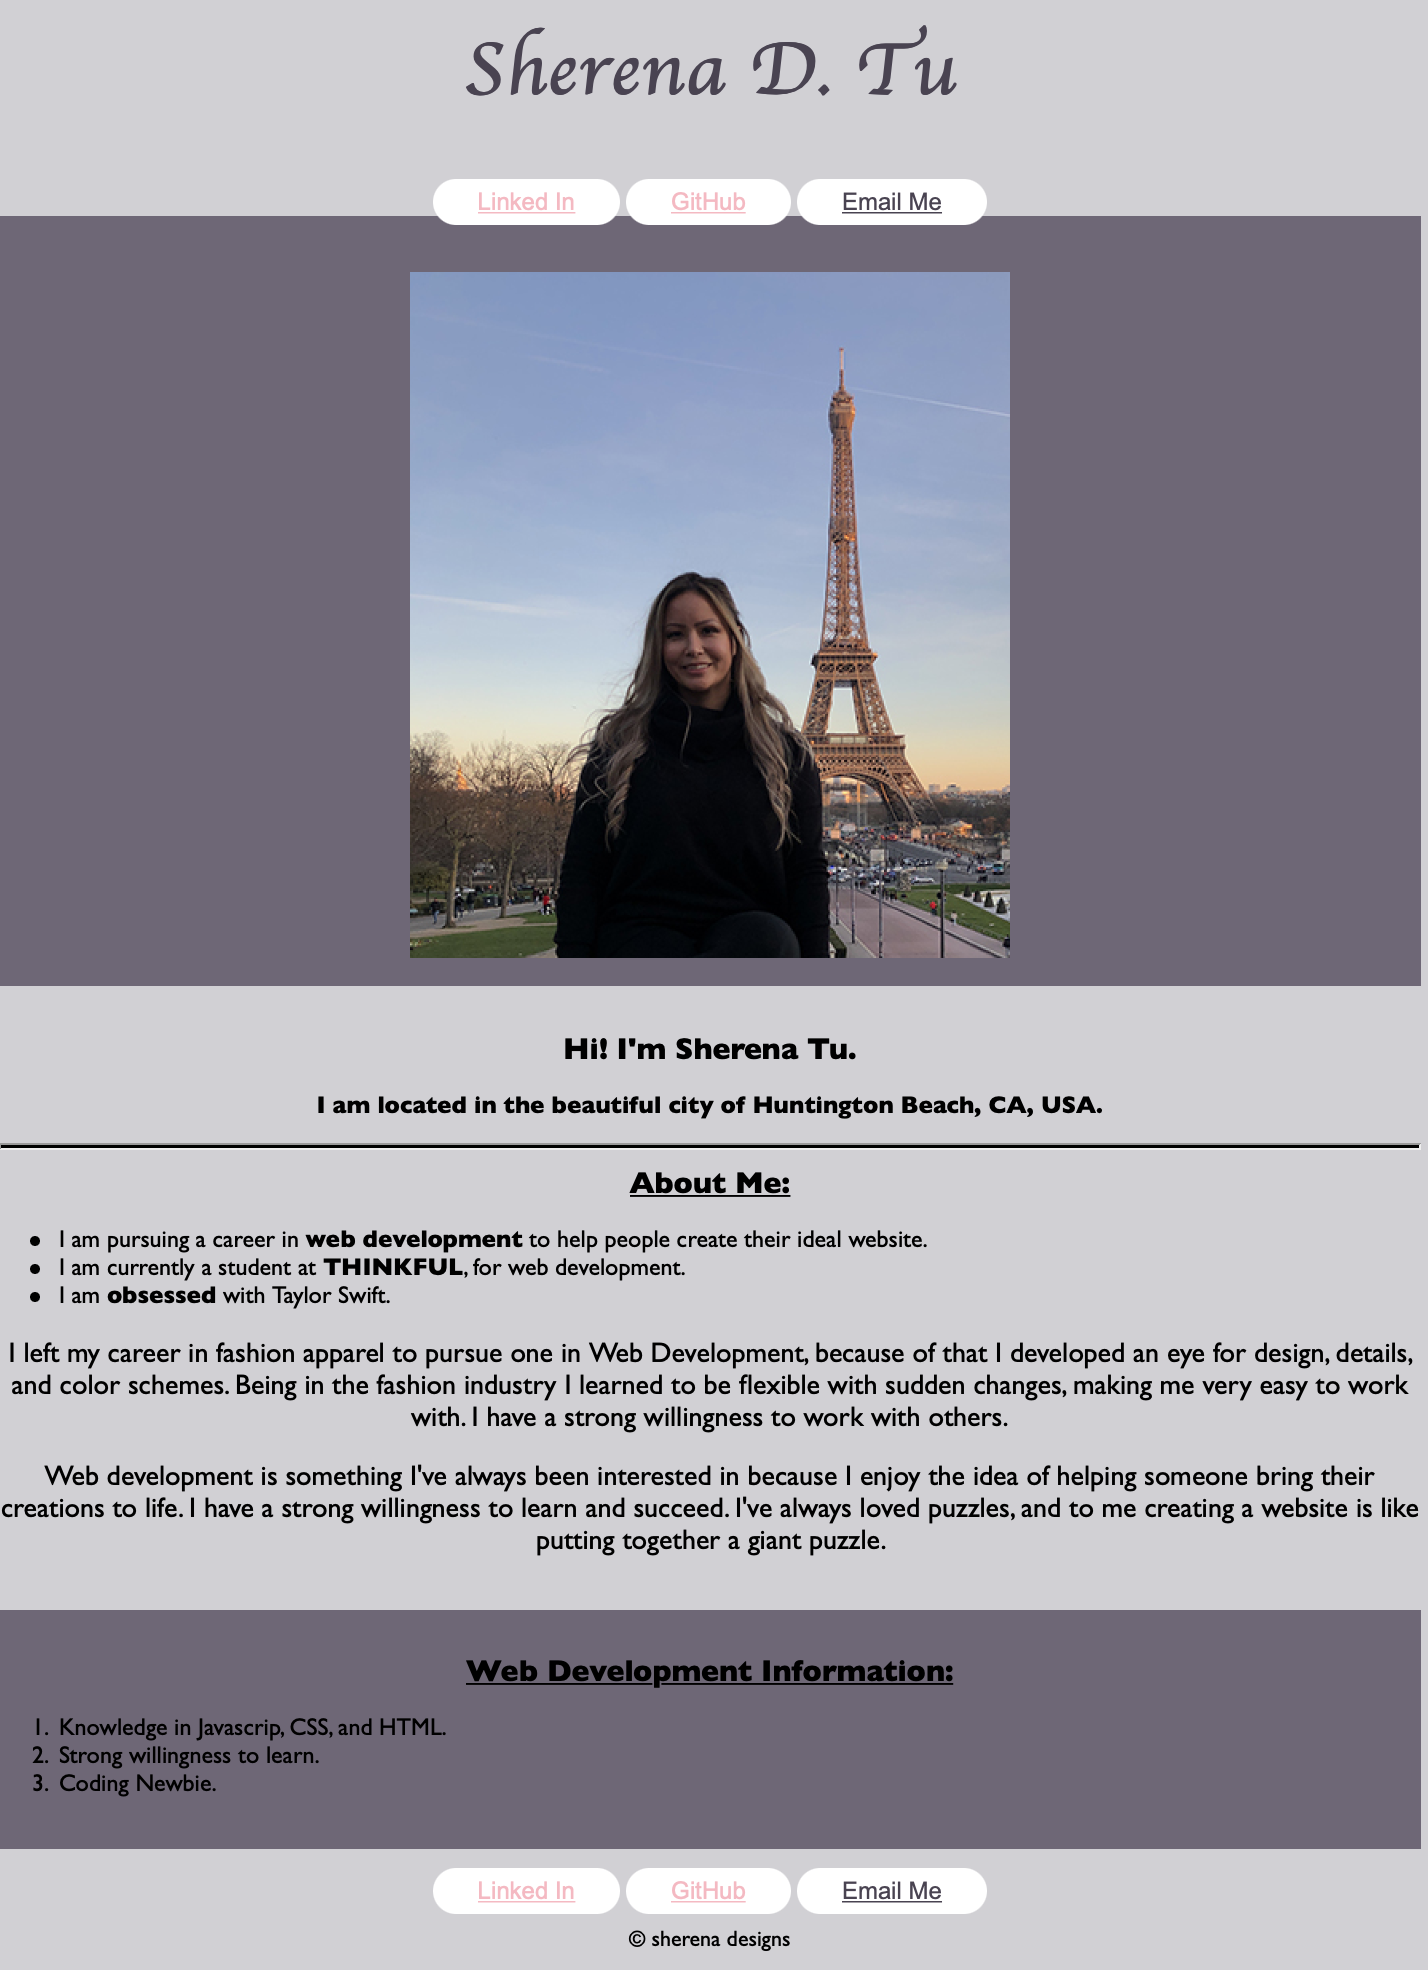 Sherena D. Tu
Linked In GitHub Email Me
Hi! I'm Sherena Tu.
I am located in the beautiful city of Huntington Beach, CA, USA.
About Me:
● I am pursuing a career in web development to help people create their ideal website.
● I am currently a student at THINKFUL, for web development.
● I am obsessed with Taylor Swift.
I left my career in fashion apparel to pursue one in Web Development, because of that I developed an eye for design, details,
and color schemes. Being in the fashion industry I learned to be flexible with sudden changes, making me very easy to work
with. I have a strong willingness to work with others.
Web development is something I've always been interested in because I enjoy the idea of helping someone bring their
creations to life. I have a strong willingness to learn and succeed. I've always loved puzzles, and to me creating a website is like
putting together a giant puzzle.
Web Development Information:
1. Knowledge in Javascrip, CSS, and HTML.
2. Strong willingness to learn.
3. Coding Newbie.
Linked In GitHub Email Me
© sherena designs